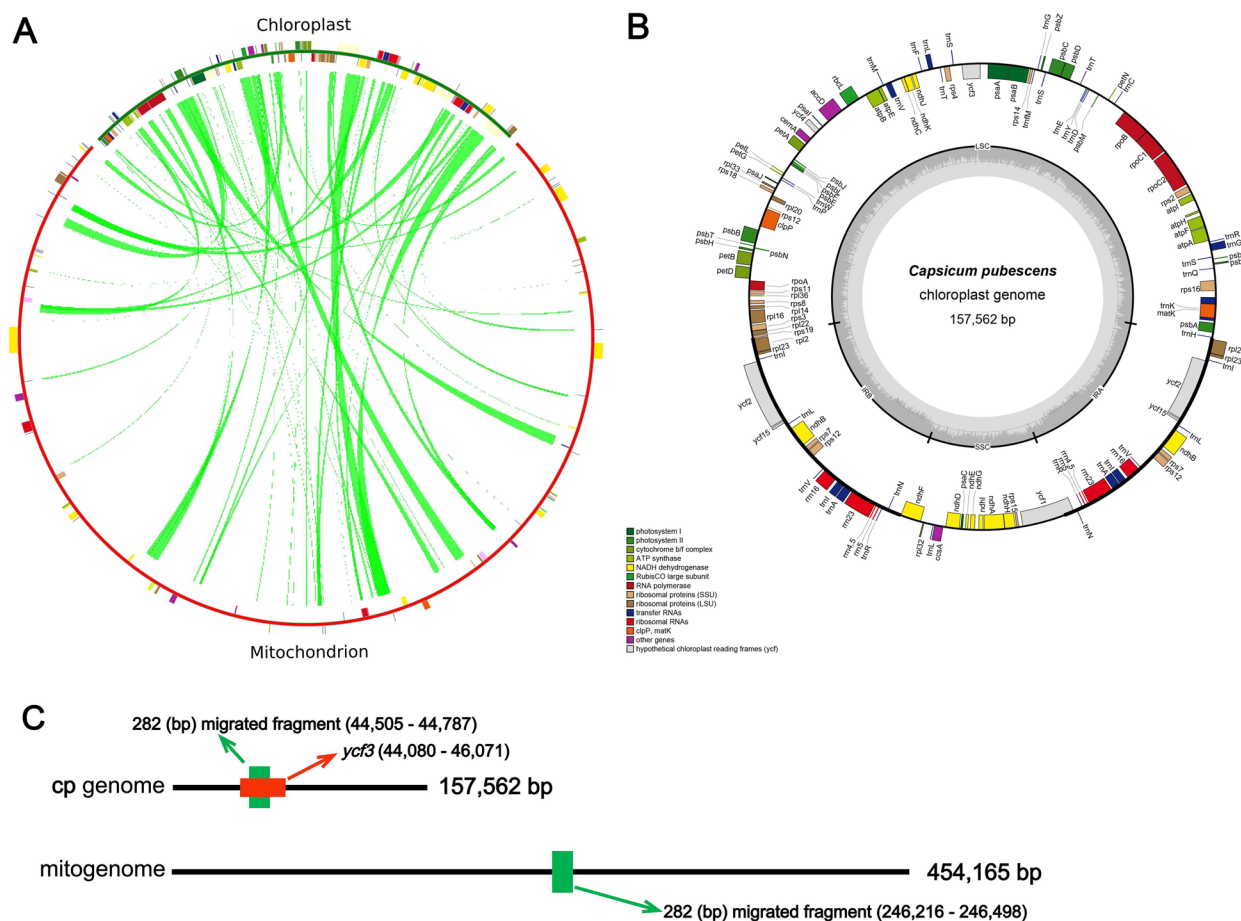 A
Chloroplast
Mitochondrion
B
trnG
psbZ
psbC
psbD
trnT
petN
trnC
trnS
trnL
trnF
trnM
rbcL
accD
psaI
ycf4
cemA
petA
petL
petG
rpl33
rps18
psaJ
psbT
psbH
psbB
petB
petD
atpB
atpE
trnV
ndhC
ndhK
ndhJ
trnT
rps4
ycf3
psaA
psaB
rps14
trnfM
trnS
trnE
trnY
trnD
psbM
rpoB
rpoC1
rpoC2
rps2
atpI
atpH
atpF
atpA
trnR
trnG
trnS
trnQ
rps16
trnK
matK
psbA
trnH
rpl23
trnI
psbJ
psbL
psbF
psbE
trnW
trnP
rpl20
rps12
clpP
psbN
rpoA
rps11
rpl36
rps8
rpl14
rpl16
rps3
rpl22
rps19
rpl2
rpl23
trnI
LSC
IRB
SSC
IRA
Capsicum pubescens
chloroplast genome
157,562 bp
ycf2
ycf15
trnL
ndhB
rps7
rps12
trnV
rrn16
trnI
trnA
rrn23
rrn4.5
rrn5
trnR
trnN
ndhF
rpl32
trnL
ccsA
ndhD
psaC
ndhE
ndhG
ndhI
ndhA
ndhH
rps15
ycf1
trnN
rrn4.5
rrn23
trnA
trnI
rrn16
trnV
rps12
rps7
ndhB
trnL
ycf15
ycf2
photosystem I
photosystem II
cytochrome b/f complex
ATP synthase
NADH dehydrogenase
RubisCO large subunit
RNA polymerase
ribosomal proteins (SSU)
ribosomal proteins (LSU)
transfer RNAs
ribosomal RNAs
clpP, matK
other genes
hypothetical chloroplast reading frames (ycf)
C
282 (bp) migrated fragment (44,505 - 44,787)
ycf3 (44,080 - 46,071)
cp genome
157,562 bp
mitogenome
454,165 bp
282 (bp) migrated fragment (246,216 - 246,498)